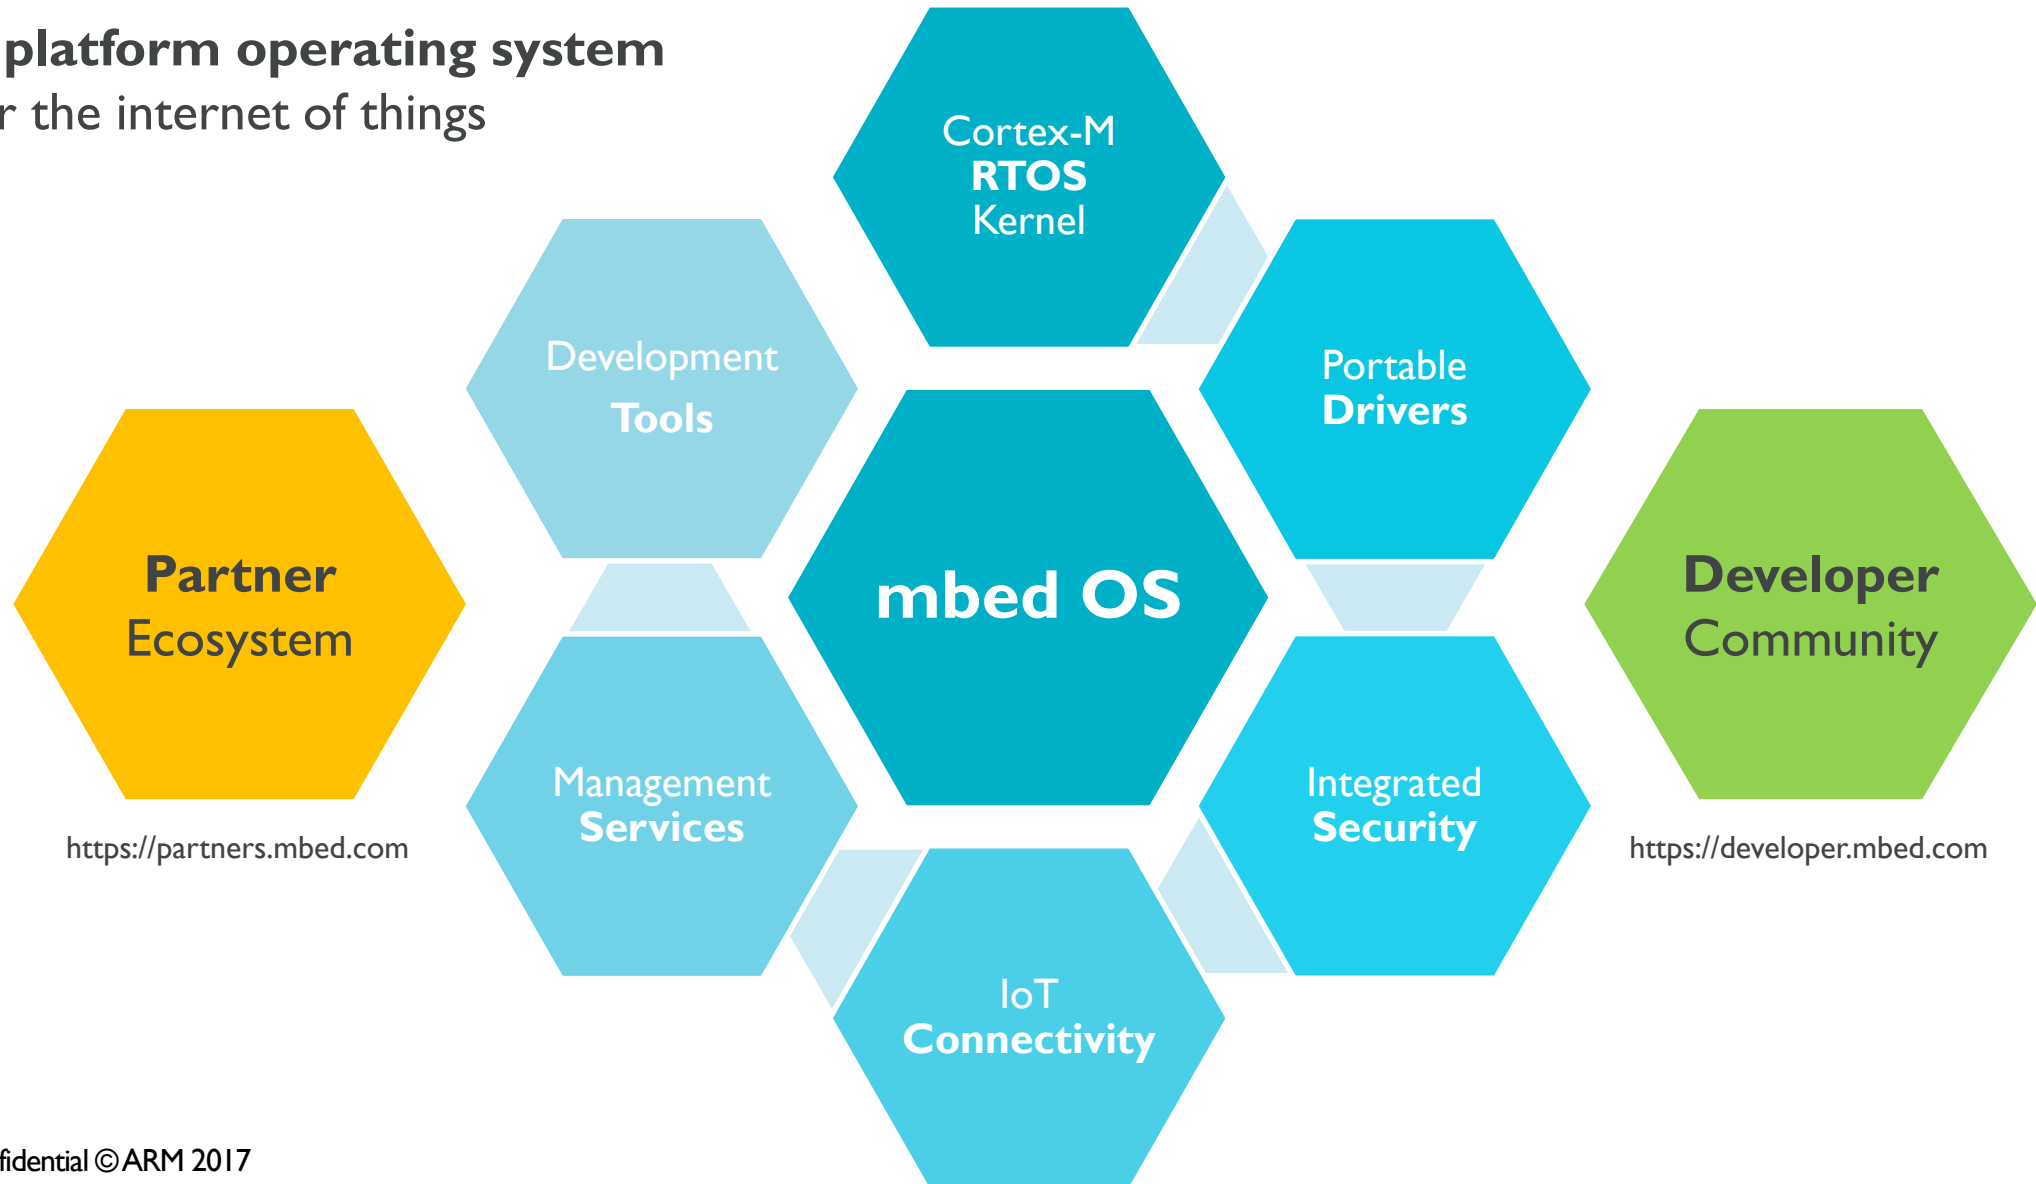 platform operating system
r the internet of things
Cortex-M
RTOS
Kernel
Development
Tools
Portable
Drivers
Partner
Ecosystem
mbed OS
Developer
Community
Management
Services
Integrated
Security
https://partners.mbed.com
https://developer.mbed.com
IoT
Connectivity
fidential © ARM 2017